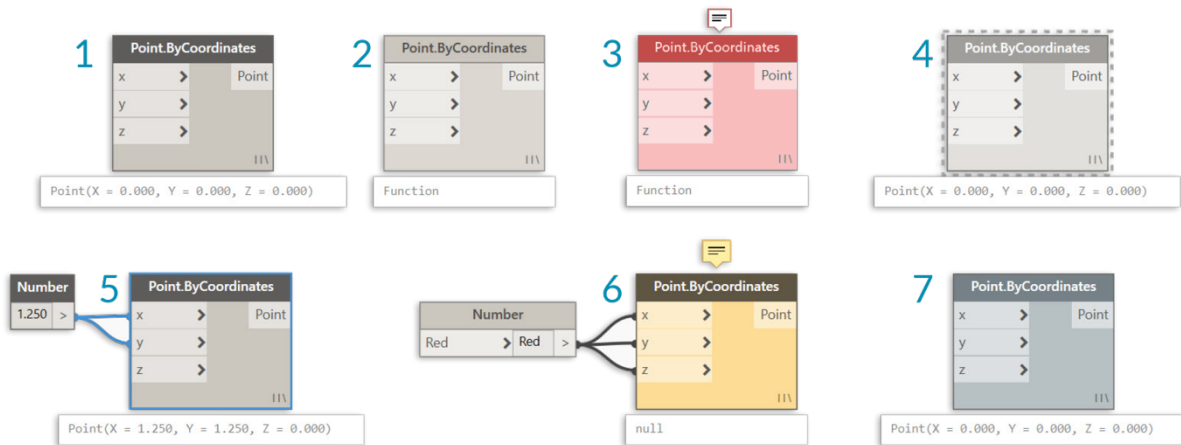 1
Point.ByCoordinates
x > Point
y >
z >
Point(X = 0.000, Y = 0.000, Z = 0.000)
2
Point.ByCoordinates
x > Point
y >
z >
Function
3
Point.ByCoordinates
x > Point
y >
z >
Function
4
Point.ByCoordinates
x > Point
y >
z >
Point(X = 0.000, Y = 0.000, Z = 0.000)
Number
1.250 >
5
Point.ByCoordinates
x > Point
y >
z >
Point(X = 1.250, Y = 1.250, Z = 0.000)
Number
Red > Red >
6
Point.ByCoordinates
x > Point
y >
z >
null
7
Point.ByCoordinates
x > Point
y >
z >
Point(X = 0.000, Y = 0.000, Z = 0.000)